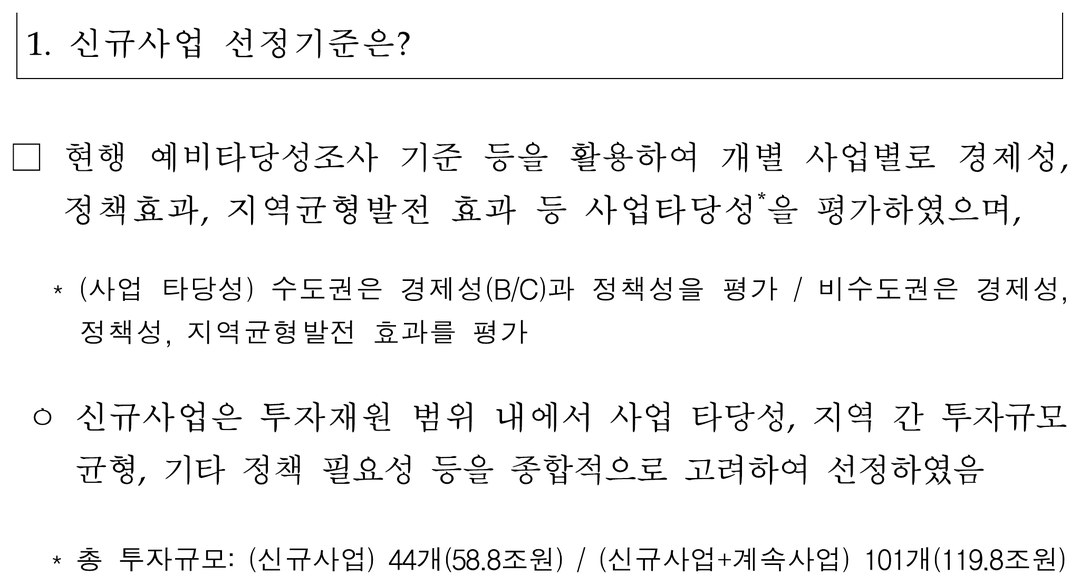 1. 신규사업 선정기준은?
□ 현행 예비타당성조사 기준 등을 활용하여 개별 사업별로 경제성,
정책효과, 지역균형발전 효과 등 사업타당성*을 평가하였으며,
* (사업 타당성) 수도권은 경제성(B/C)과 정책성을 평가 / 비수도권은 경제성,
정책성, 지역균형발전 효과를 평가
ㅇ 신규사업은 투자재원 범위 내에서 사업 타당성, 지역 간 투자규모
균형, 기타 정책 필요성 등을 종합적으로 고려하여 선정하였음
* 총 투자규모: (신규사업) 44개(58.8조원) / (신규사업+계속사업) 101개(119.8조원)